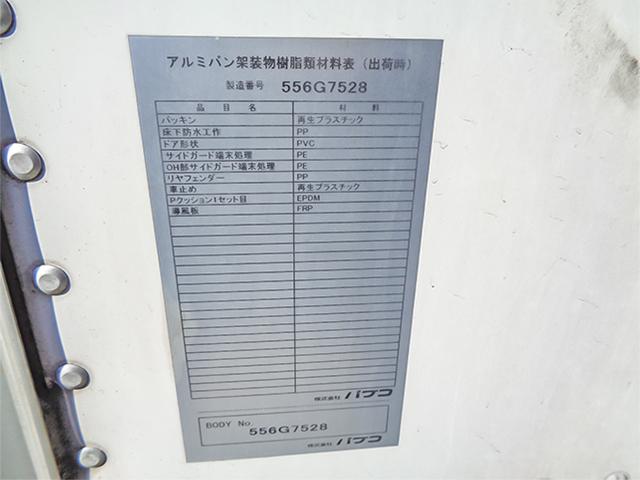 アルミバン架装物樹脂類材料表（出荷時）
製造番号 556G7528
品目名 材料
パッキン 再生プラスチック
床下防水工作 PP
ドア形状 PVC
サイドガード端末処理 PE
OH部サイドガード端末処理 PE
リヤフェンダー PP
車止め 再生プラスチック
Pクッション1セット目 EPDM
導風板 FRP
株式会社 パブコ
BODY No. 556G7528
株式会社 パブコ